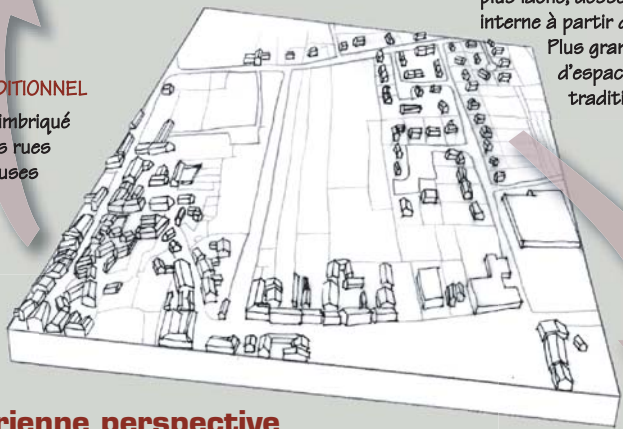 DITIONNEL
imbriqué
s rues
uses
plus lâche, desse
interne à partir d
Plus gran
d'espac
traditi
rienne perspective